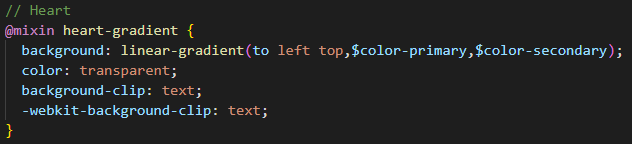 // Heart
@mixin heart-gradient {
  background: linear-gradient(to left top,$color-primary,$color-secondary);
  color: transparent;
  background-clip: text;
  -webkit-background-clip: text;
}